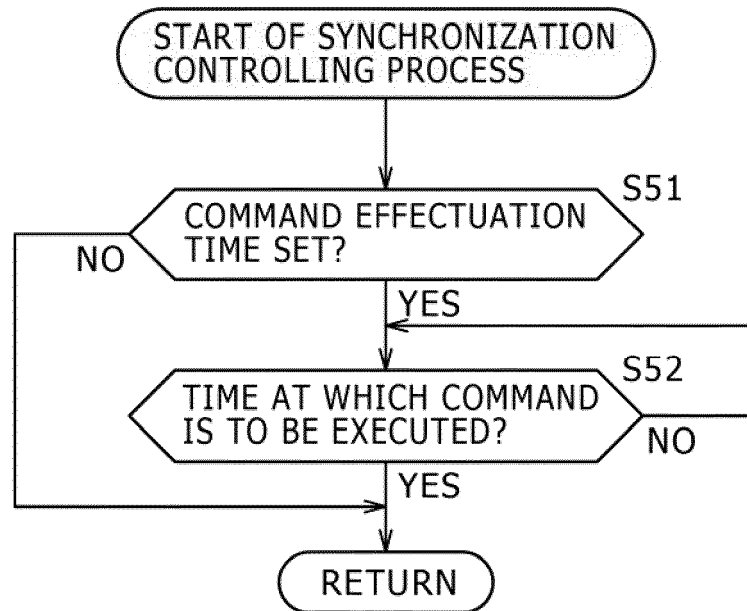 START OF SYNCHRONIZATION
CONTROLLING PROCESS
S51
COMMAND EFFECTUATION
TIME SET?
NO
YES
S52
TIME AT WHICH COMMAND
IS TO BE EXECUTED?
NO
YES
RETURN